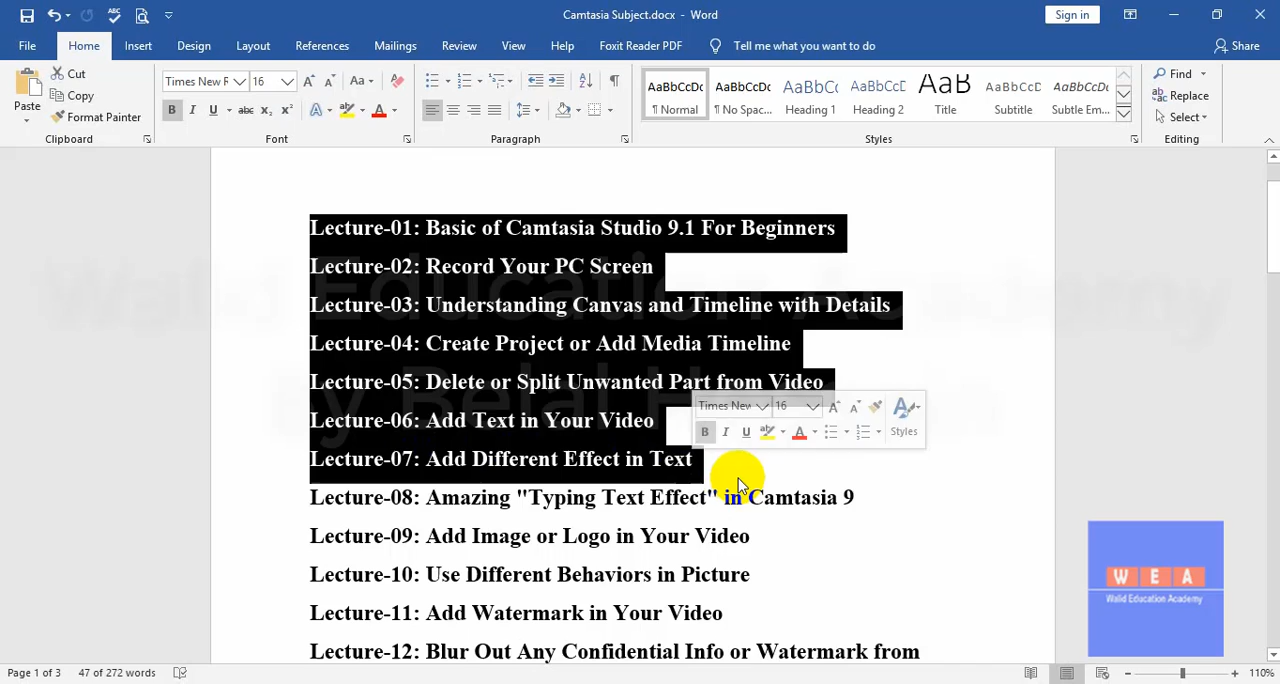 Camtasia Subject.docx - Word
Sign in
File Home Insert Design Layout References Mailings Review View Help Foxit Reader PDF Tell me what you want to do Share
Paste
Cut
Copy
Format Painter
Clipboard
Times New R 16
Font
Paragraph
AaBbCcDc AaBbCcDc AaBbCc AaBbCcD AaB AaBbCcD AaBbCcDc
¶ Normal ¶ No Spac... Heading 1 Heading 2 Title Subtitle Subtle Em...
Styles
Find
Replace
Select
Editing
Lecture-01: Basic of Camtasia Studio 9.1 For Beginners
Lecture-02: Record Your PC Screen
Lecture-03: Understanding Canvas and Timeline with Details
Lecture-04: Create Project or Add Media Timeline
Lecture-05: Delete or Split Unwanted Part from Video
Lecture-06: Add Text in Your Video
Lecture-07: Add Different Effect in Text
Lecture-08: Amazing "Typing Text Effect" in Camtasia 9
Lecture-09: Add Image or Logo in Your Video
Lecture-10: Use Different Behaviors in Picture
Lecture-11: Add Watermark in Your Video
Lecture-12: Blur Out Any Confidential Info or Watermark from
Times New 16
Styles
W E A
Walid Education Academy
Page 1 of 3 47 of 272 words
110%